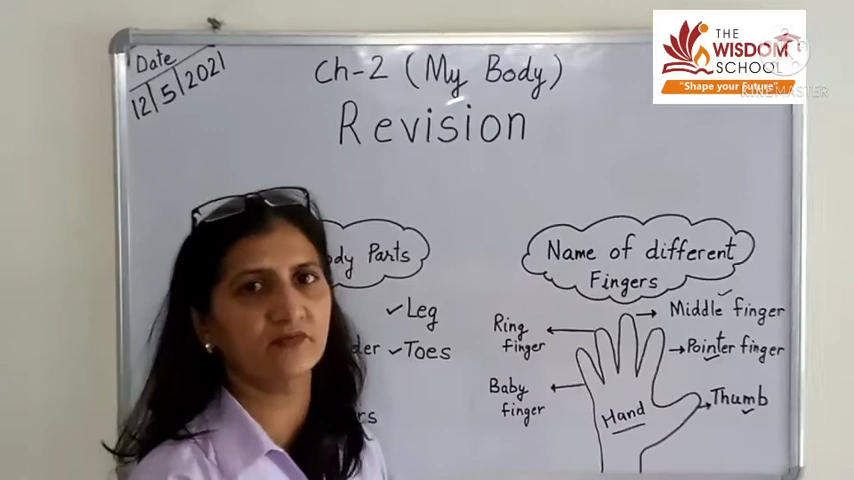 Date
12/5/2021
Ch-2 (My Body)
Revision
THE
WISDOM
SCHOOL
"Shape your Future"
KINEMASTER
Parts
✓Leg
✓Toes
Name of different
Fingers
Middle finger
Ring
finger
Pointer finger
Baby
finger
Thumb
Hand